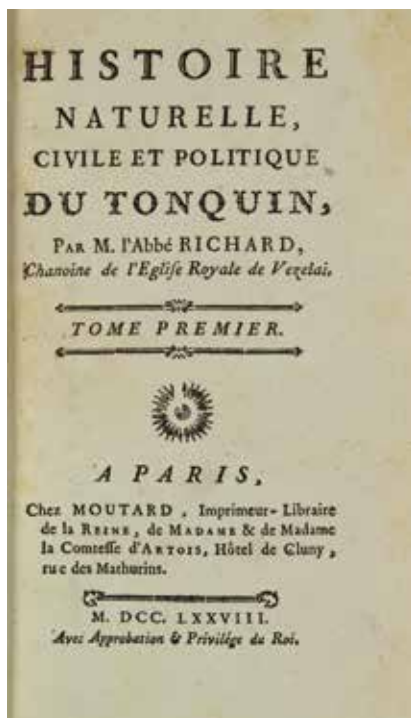 HISTOIRE
NATURELLE,
CIVILE ET POLITIQUE
DU TONQUIN,
PAR M. l'Abbé RICHARD,
Chanoine de l'Egliſe Royale de Vezelai.
TOME PREMIER.
A PARIS,
Chez MOUTARD, Imprimeur-Libraire
de la REINE, de MADAME & de Madame
la Comteſſe d'ARTOIS, Hôtel de Cluny,
rue des Mathurins.
M. DCC. LXXVIII.
Avec Approbation & Privilége du Roi.